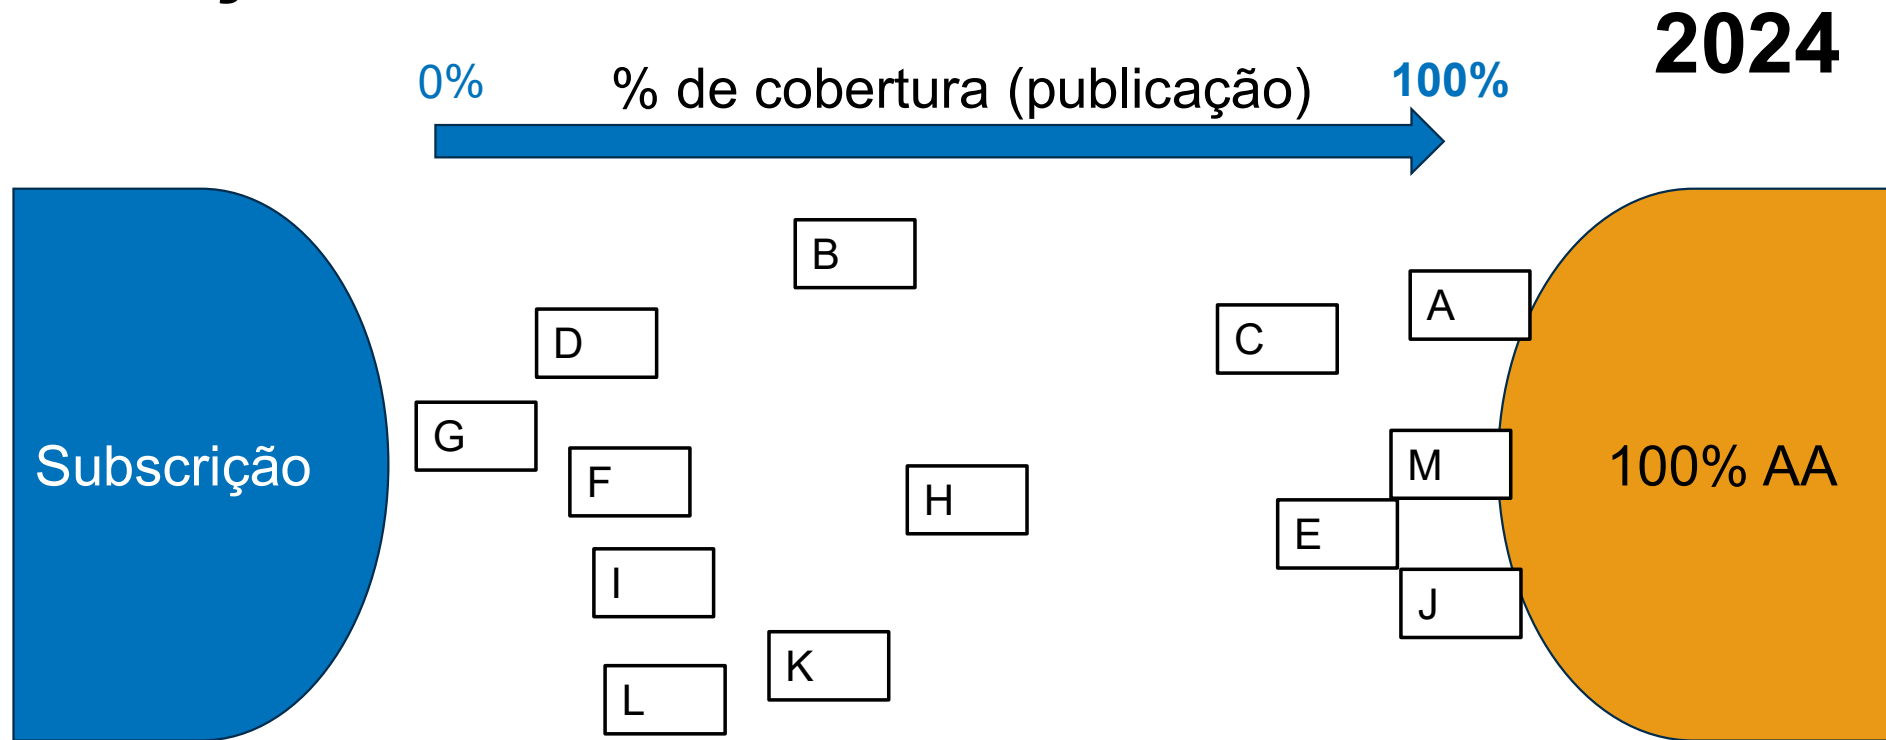 2024
0%
% de cobertura (publicação)
100%
B
A
D
C
G
Subscrição
F
H
M
100% AA
E
I
J
K
L